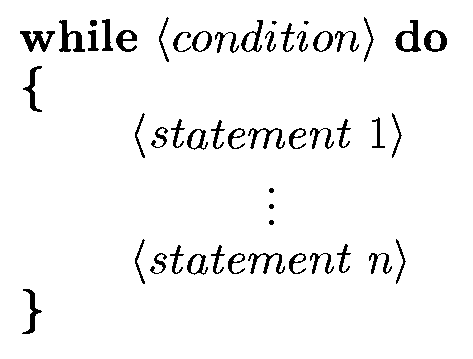 while ⟨condition⟩ do
{
⟨statement 1⟩
⋮
⟨statement n⟩
}